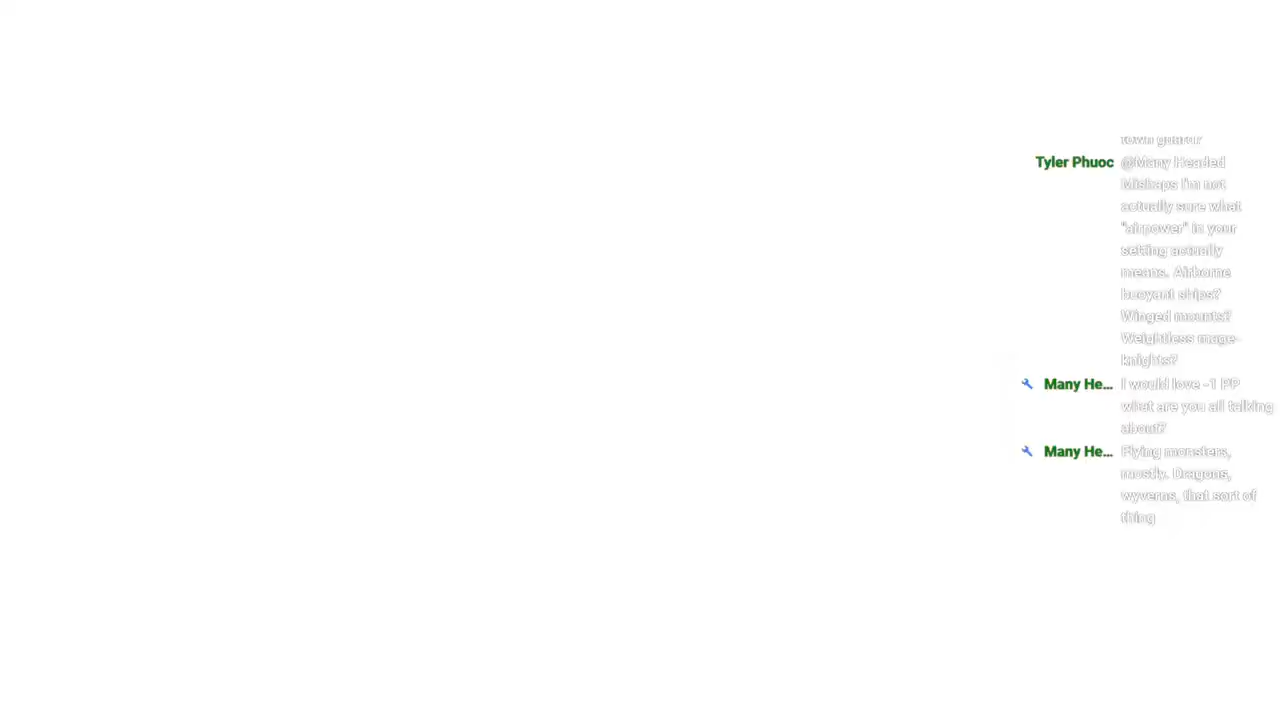 town guard?
Tyler Phuoc @Many Headed
Mishaps I'm not
actually sure what
"airpower" in your
setting actually
means. Airborne
buoyant ships?
Winged mounts?
Weightless mage-
knights?
Many He... I would love -1 PP
what are you all talking
about?
Many He... Flying monsters,
mostly. Dragons,
wyverns, that sort of
thing